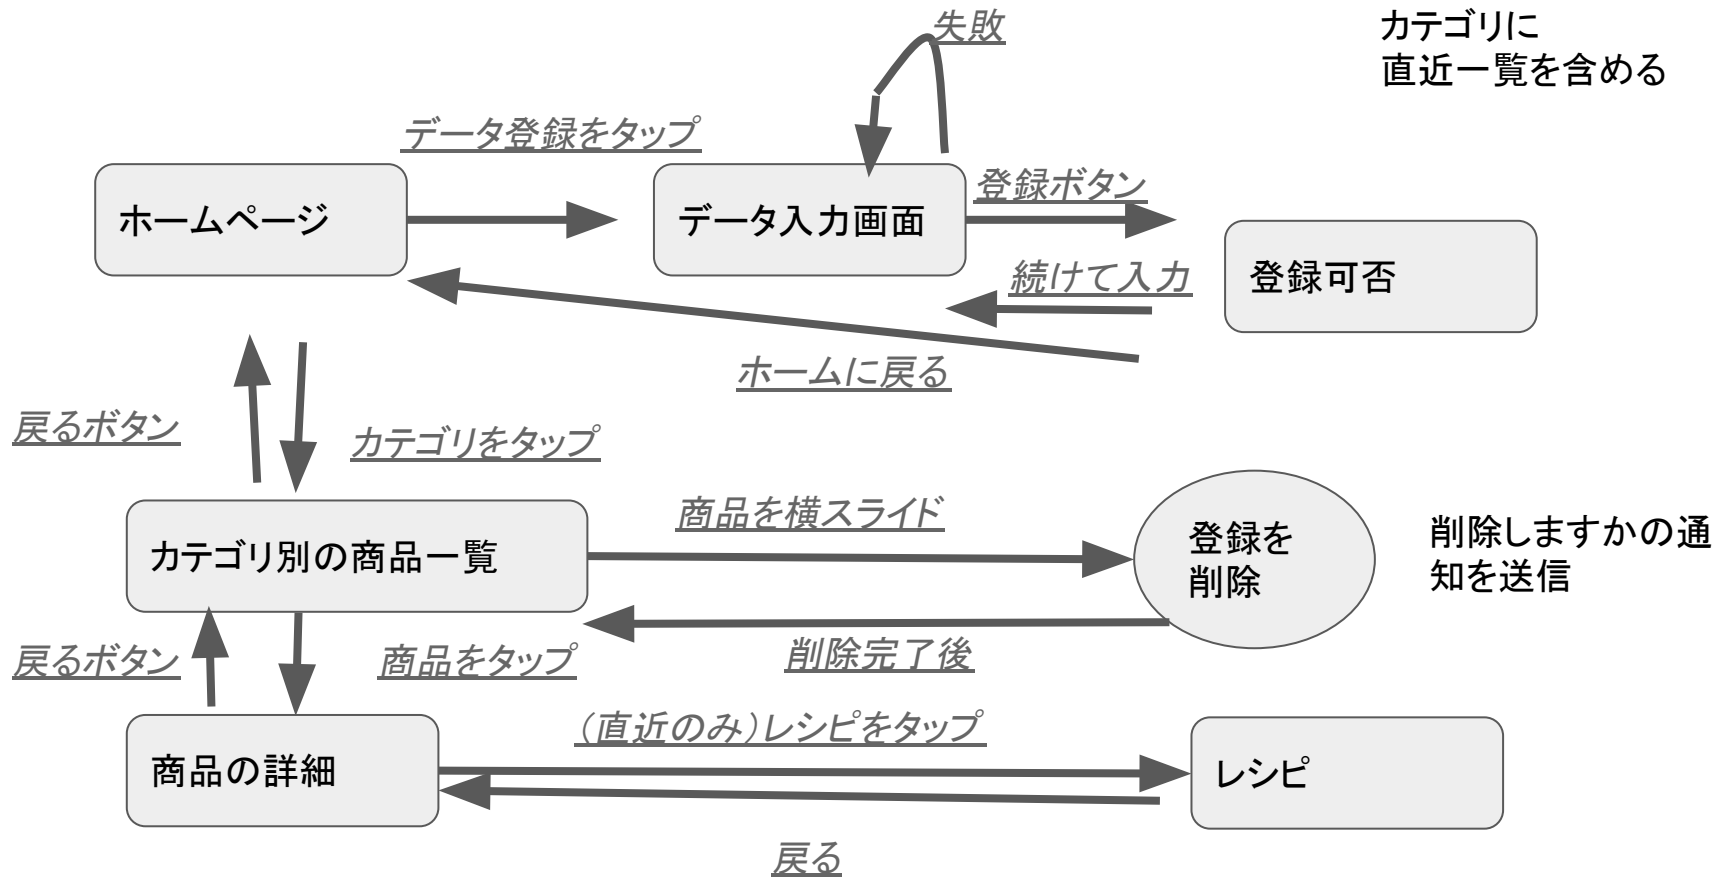 失敗
カテゴリに
直近一覧を含める
データ登録をタップ
ホームページ
データ入力画面
登録ボタン
続けて入力
登録可否
ホームに戻る
戻るボタン
カテゴリをタップ
カテゴリ別の商品一覧
商品を横スライド
登録を
削除
削除しますかの通
知を送信
戻るボタン
商品をタップ
削除完了後
商品の詳細
（直近のみ）レシピをタップ
レシピ
戻る